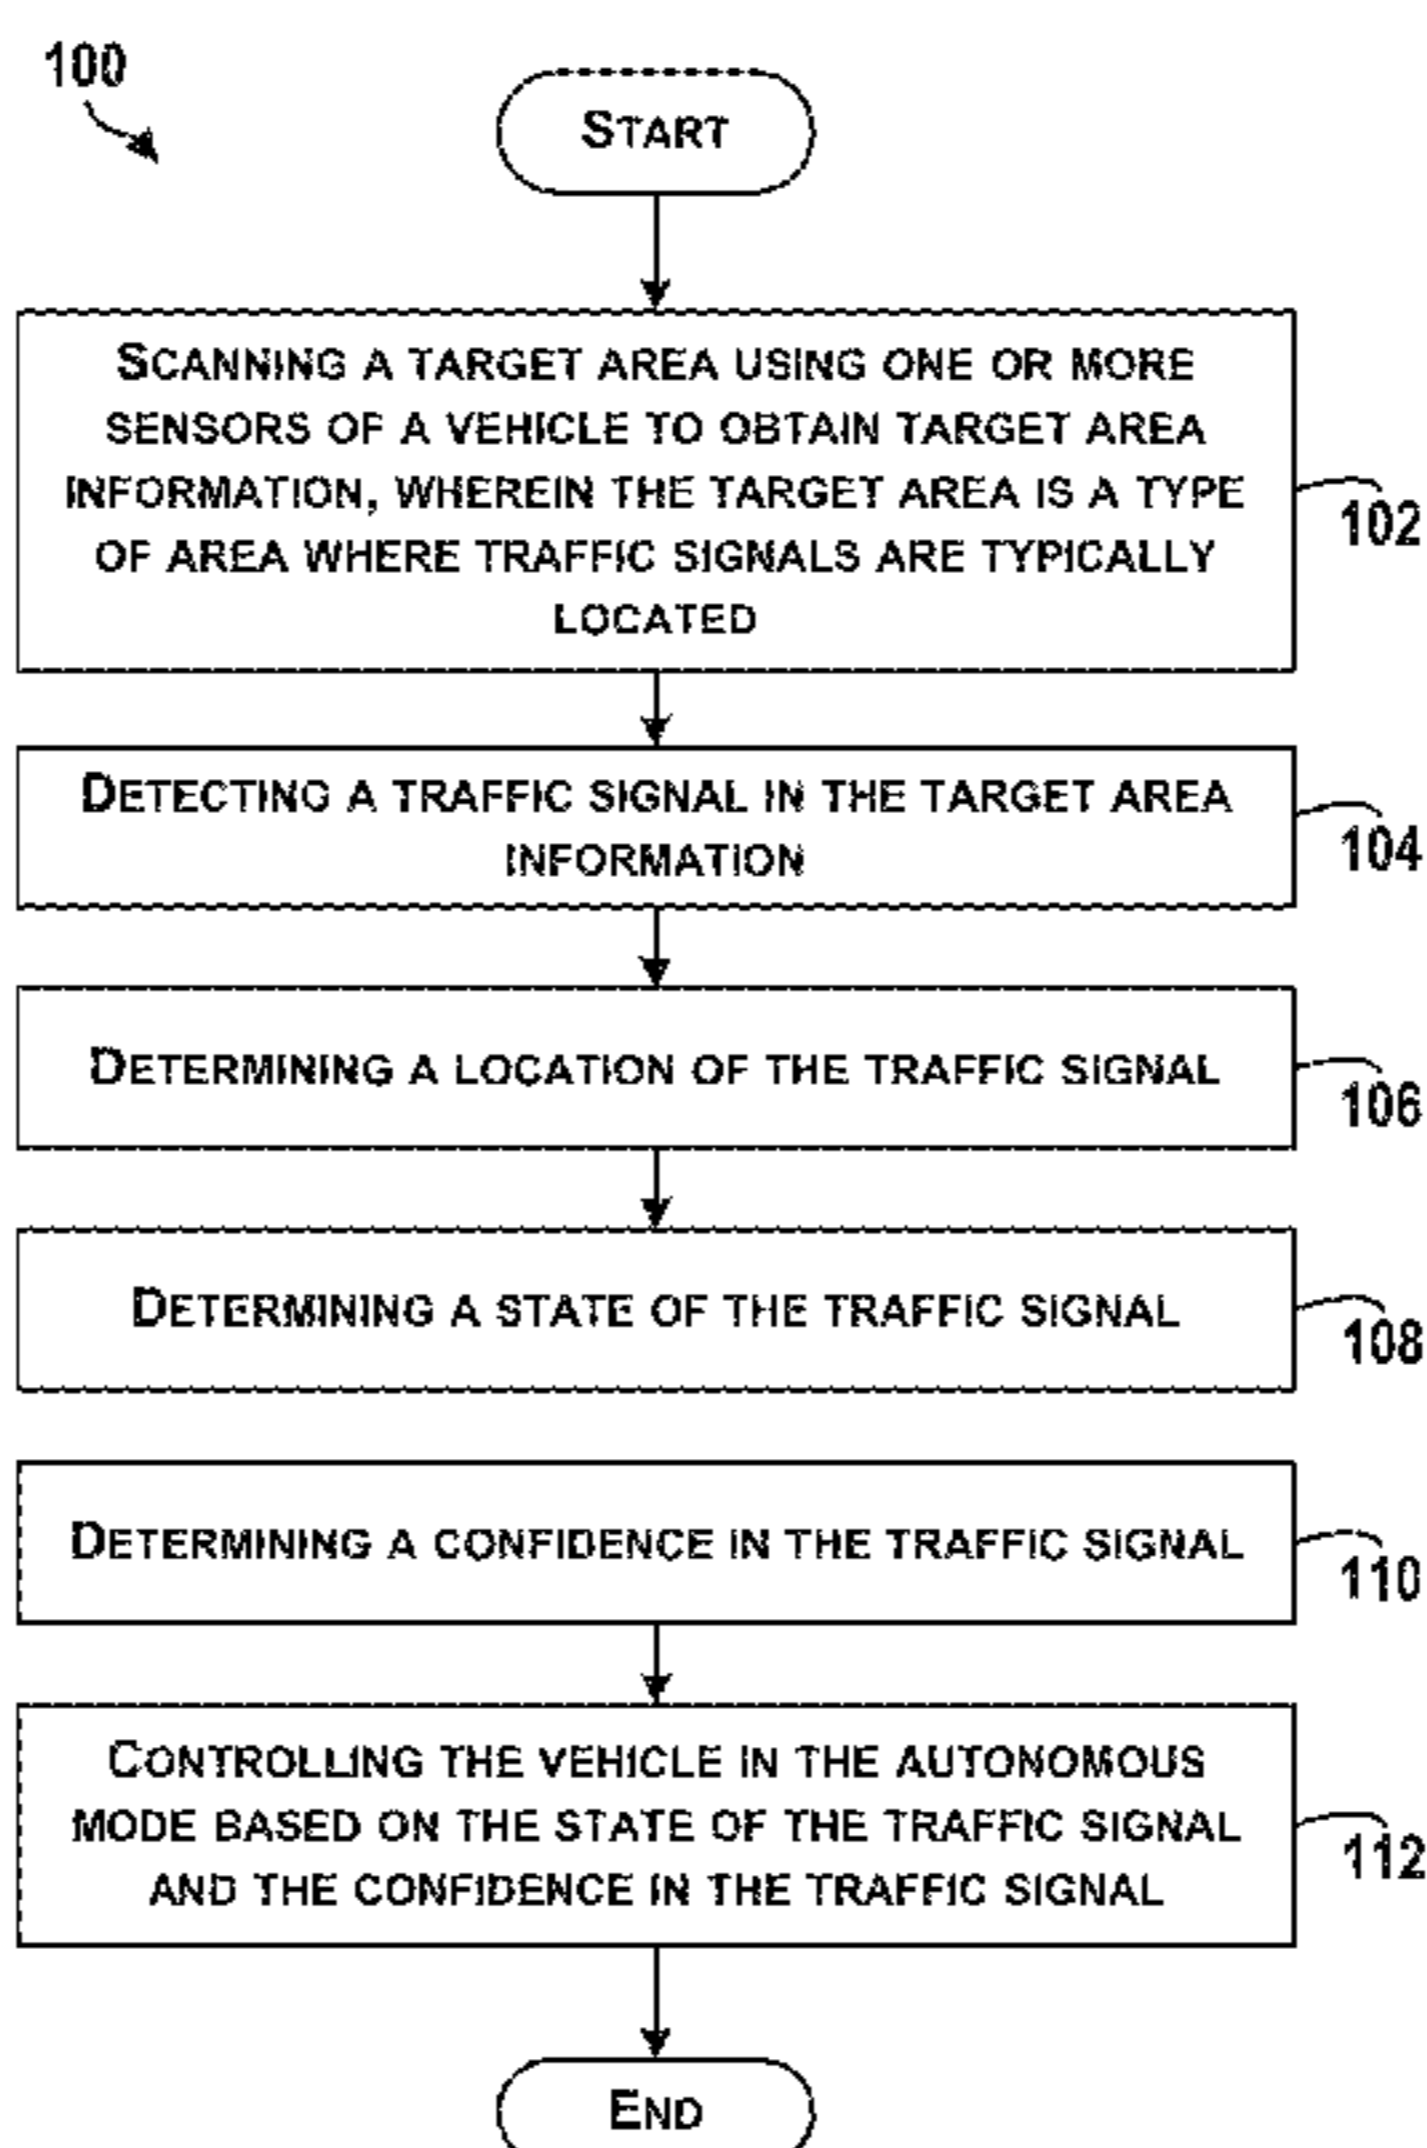 100
START
SCANNING A TARGET AREA USING ONE OR MORE
SENSORS OF A VEHICLE TO OBTAIN TARGET AREA
INFORMATION, WHEREIN THE TARGET AREA IS A TYPE
OF AREA WHERE TRAFFIC SIGNALS ARE TYPICALLY
LOCATED
102
DETECTING A TRAFFIC SIGNAL IN THE TARGET AREA
INFORMATION
104
DETERMINING A LOCATION OF THE TRAFFIC SIGNAL
106
DETERMINING A STATE OF THE TRAFFIC SIGNAL
108
DETERMINING A CONFIDENCE IN THE TRAFFIC SIGNAL
110
CONTROLLING THE VEHICLE IN THE AUTONOMOUS
MODE BASED ON THE STATE OF THE TRAFFIC SIGNAL
AND THE CONFIDENCE IN THE TRAFFIC SIGNAL
112
END